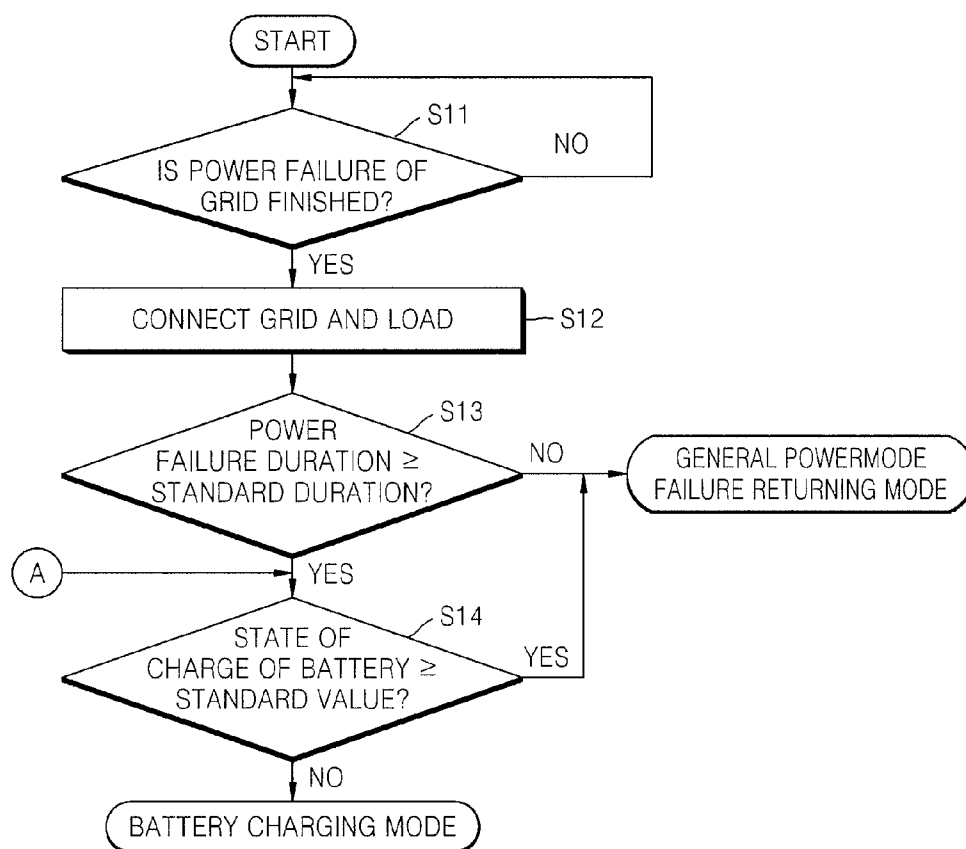 START
S11
NO
IS POWER FAILURE OF
GRID FINISHED?
YES
CONNECT GRID AND LOAD
S12
S13
POWER
FAILURE DURATION ≥
STANDARD DURATION?
NO
GENERAL POWERMODE
FAILURE RETURNING MODE
A
YES
S14
STATE OF
CHARGE OF BATTERY ≥
STANDARD VALUE?
YES
NO
BATTERY CHARGING MODE